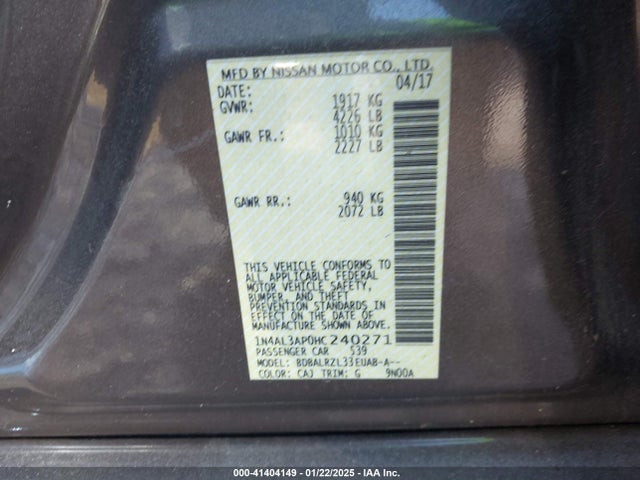 MFD BY NISSAN MOTOR CO., LTD.
DATE: 04/17
GVWR: 1917 KG
4226 LB
GAWR FR.: 1010 KG
2227 LB
GAWR RR.: 940 KG
2072 LB
THIS VEHICLE CONFORMS TO
ALL APPLICABLE FEDERAL
MOTOR VEHICLE SAFETY,
BUMPER, AND THEFT
PREVENTION STANDARDS IN
EFFECT ON THE DATE OF
MANUFACTURE SHOWN ABOVE.
1N4AL3AP0HC240271
PASSENGER CAR 539
MODEL: BDBALRZL33EUAB-A--
COLOR: CAJ TRIM: G 9N00A
000-41404149 - 01/22/2025 - IAA Inc.